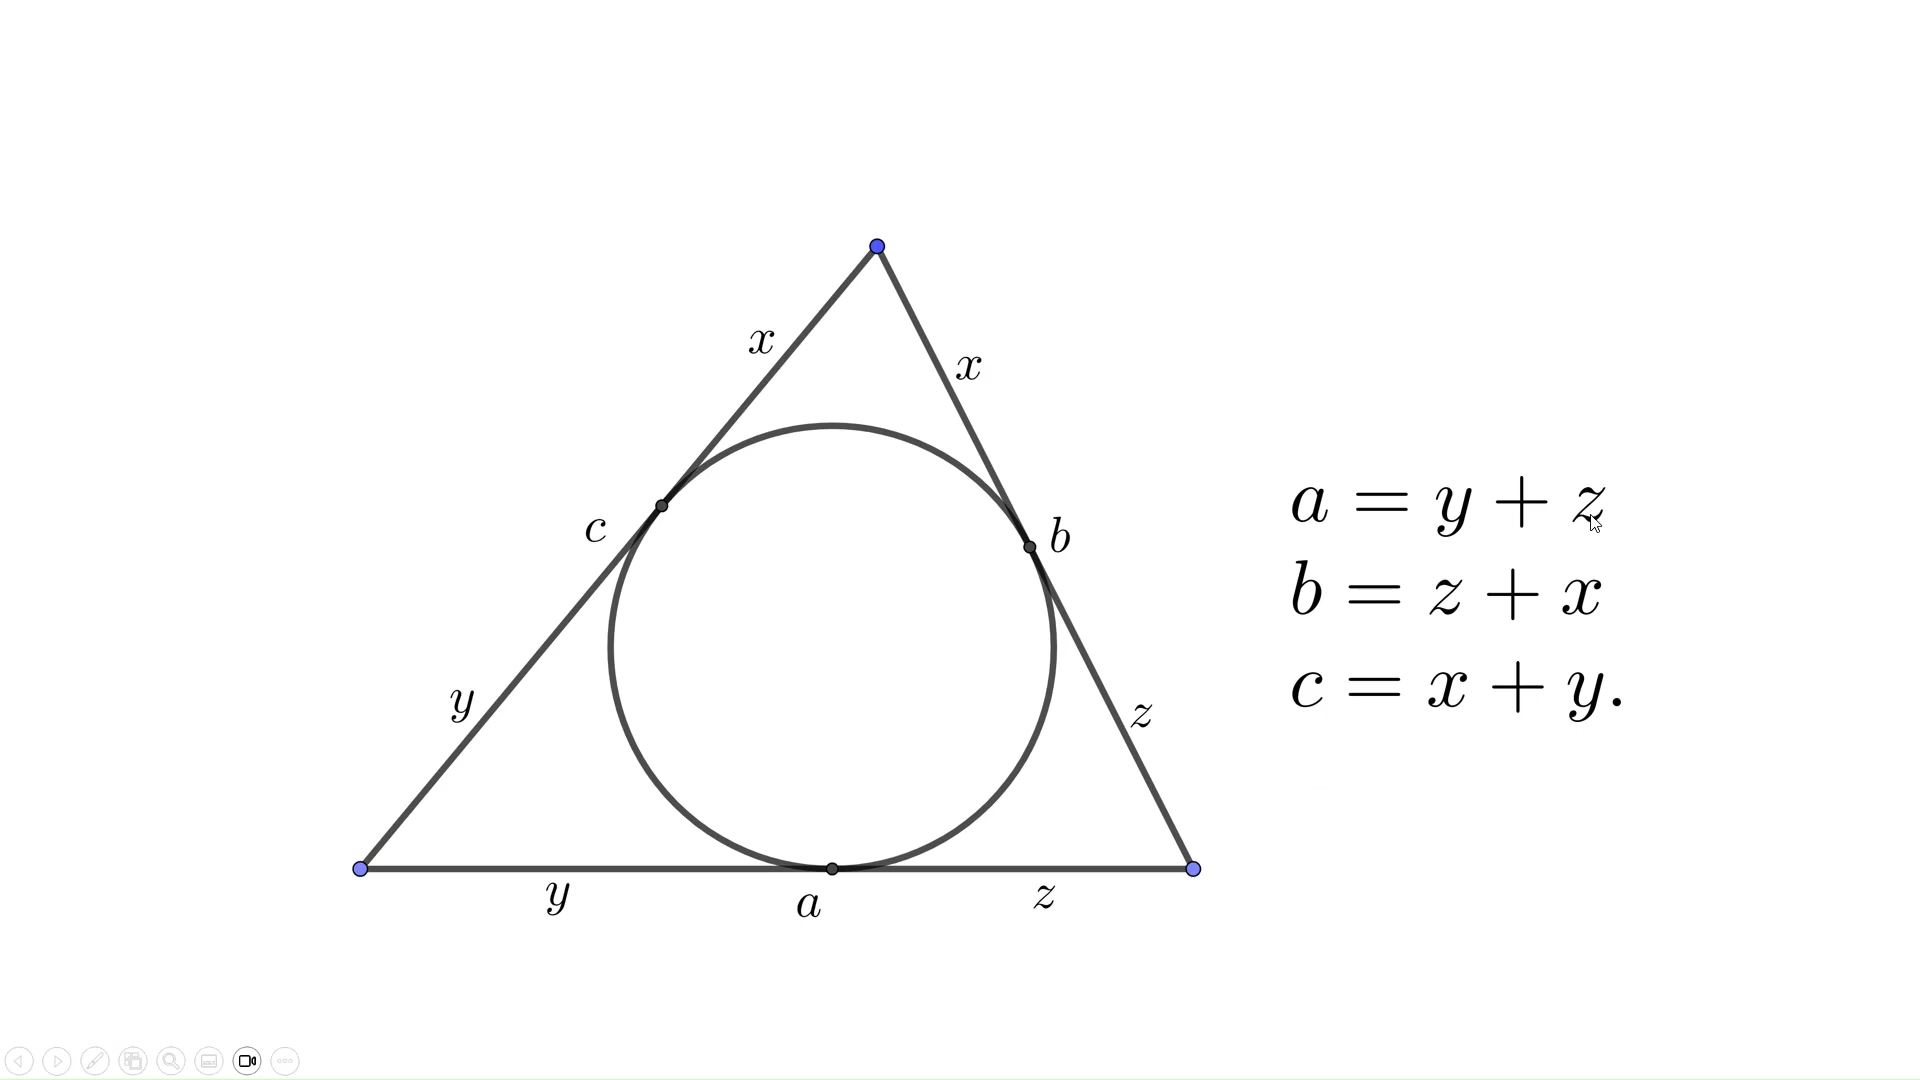 x
x
c
b
y
z
y
a
z
a = y + z
b = z + x
c = x + y.